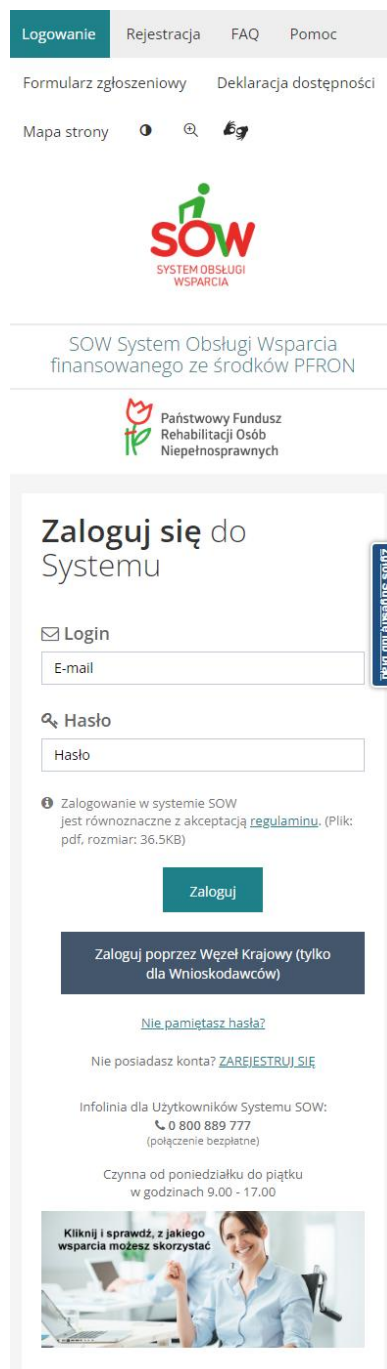 Logowanie Rejestracja FAQ Pomoc
Formularz zgłoszeniowy Deklaracja dostępności
Mapa strony
SOW
SYSTEM OBSŁUGI
WSPARCIA
SOW System Obsługi Wsparcia
finansowanego ze środków PFRON
Państwowy Fundusz
Rehabilitacji Osób
Niepełnosprawnych
Zaloguj się do
Systemu
Zgłoś sugestię lub błąd
Login
E-mail
Hasło
Hasło
Zalogowanie w systemie SOW
jest równoznaczne z akceptacją regulaminu. (Plik:
pdf, rozmiar: 36.5KB)
Zaloguj
Zaloguj poprzez Węzeł Krajowy (tylko
dla Wnioskodawców)
Nie pamiętasz hasła?
Nie posiadasz konta? ZAREJESTRUJ SIĘ
Infolinia dla Użytkowników Systemu SOW:
0 800 889 777
(połączenie bezpłatne)
Czynna od poniedziałku do piątku
w godzinach 9.00 - 17.00
Kliknij i sprawdź, z jakiego
wsparcia możesz skorzystać